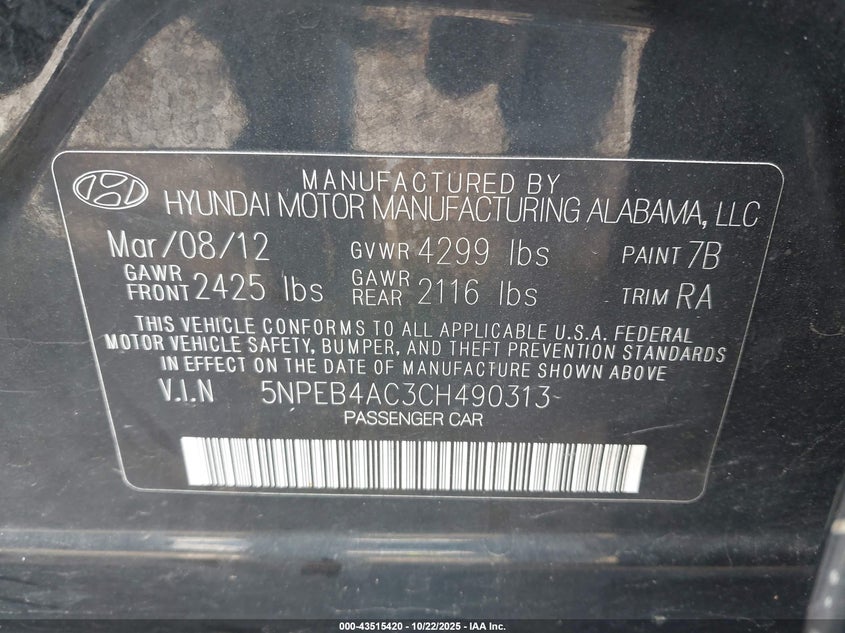 MANUFACTURED BY
HYUNDAI MOTOR MANUFACTURING ALABAMA, LLC
Mar/08/12 GVWR 4299 lbs PAINT 7B
GAWR FRONT 2425 lbs GAWR REAR 2116 lbs TRIM RA
THIS VEHICLE CONFORMS TO ALL APPLICABLE U.S.A. FEDERAL
MOTOR VEHICLE SAFETY, BUMPER, AND THEFT PREVENTION STANDARDS
IN EFFECT ON THE DATE OF MANUFACTURE SHOWN ABOVE
V.I.N 5NPEB4AC3CH490313
PASSENGER CAR
000-43515420 - 10/22/2025 - IAA Inc.